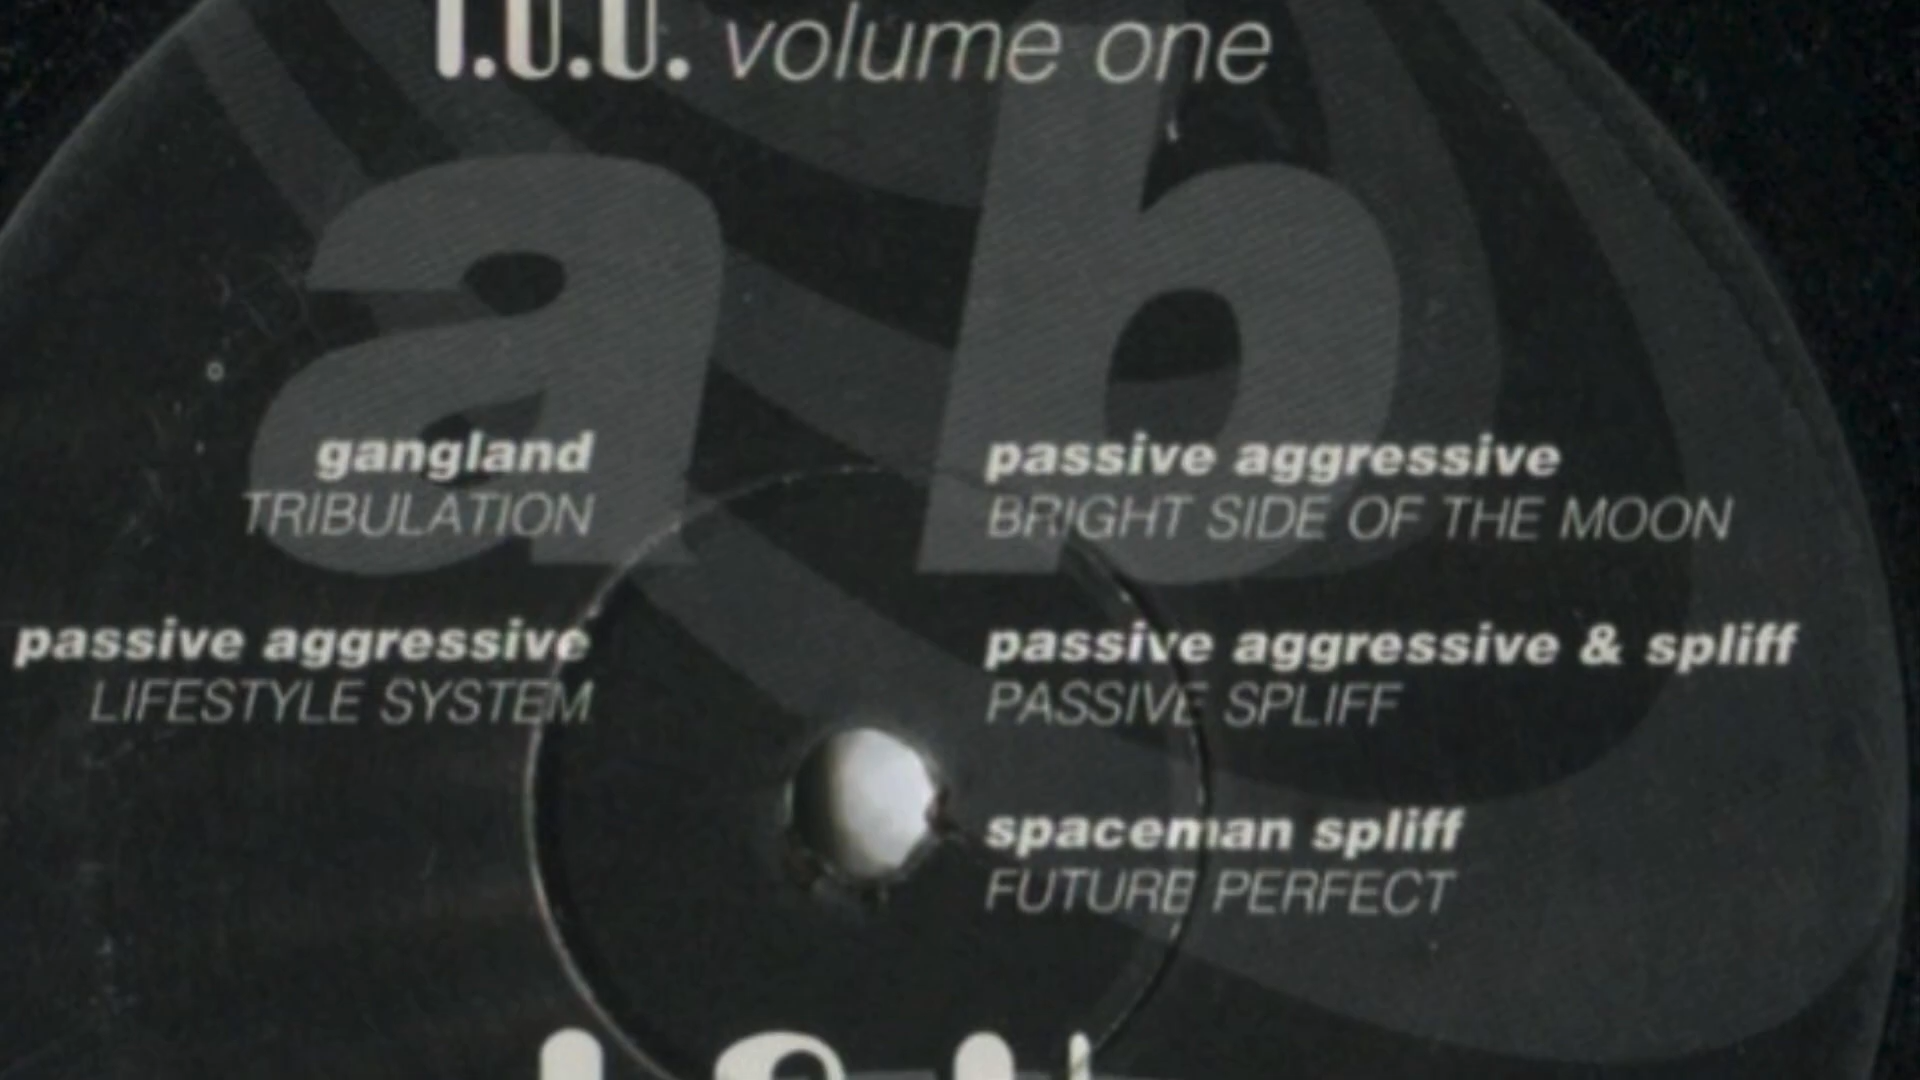 volume one
a b
gangland
TRIBULATION
passive aggressive
LIFESTYLE SYSTEM
passive aggressive
BRIGHT SIDE OF THE MOON
passive aggressive & spliff
PASSIVE SPLIFF
spaceman spliff
FUTURE PERFECT